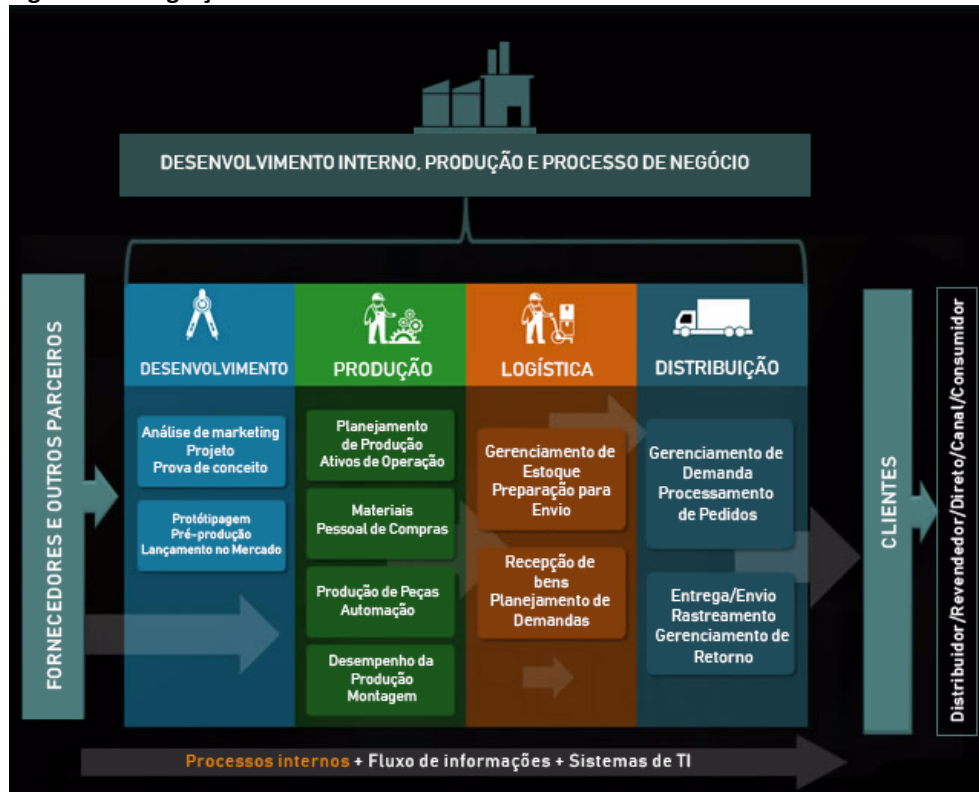 DESENVOLVIMENTO INTERNO, PRODUÇÃO E PROCESSO DE NEGÓCIO
FORNECEDORES E OUTROS PARCEIROS
DESENVOLVIMENTO
Análise de marketing
Projeto
Prova de conceito
Protótipagem
Pré-produção
Lançamento no Mercado
PRODUÇÃO
Planejamento
de Produção
Ativos de Operação
Materiais
Pessoal de Compras
Produção de Peças
Automação
Desempenho da
Produção
Montagem
LOGÍSTICA
Gerenciamento de
Estoque
Preparação para
Envio
Recepção de
bens
Planejamento de
Demandas
DISTRIBUIÇÃO
Gerenciamento de
Demanda
Processamento
de Pedidos
Entrega/Envio
Rastreamento
Gerenciamento de
Retorno
CLIENTES
Distribuidor/Revendedor/Direto/Canal/Consumidor
Processos internos + Fluxo de informações + Sistemas de TI